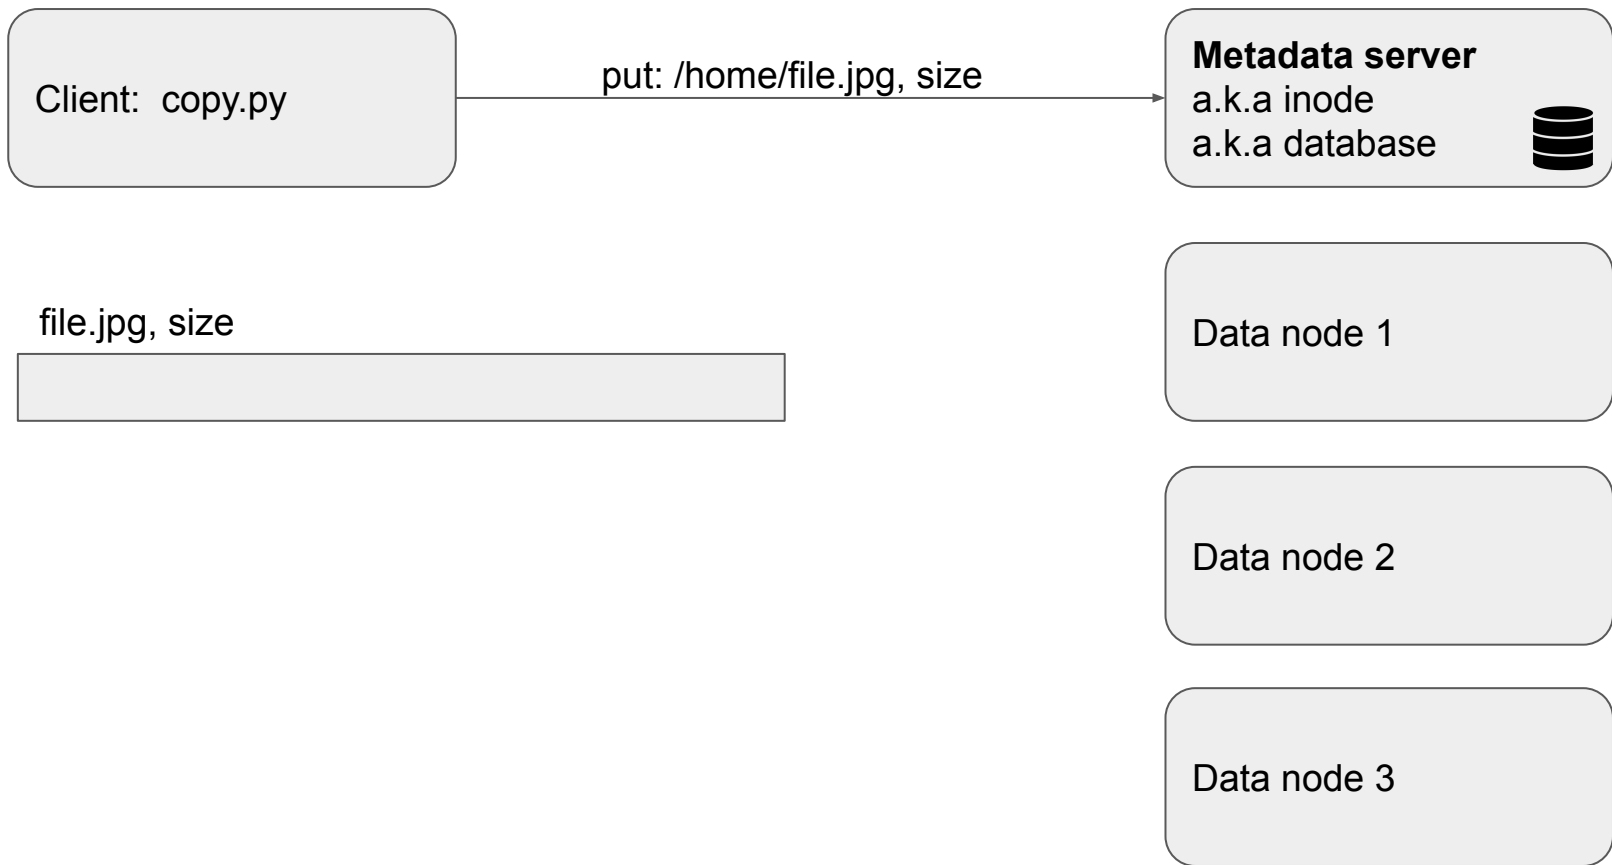 Client:  copy.py
put: /home/file.jpg, size
Metadata server
a.k.a inode
a.k.a database
file.jpg, size
Data node 1
Data node 2
Data node 3